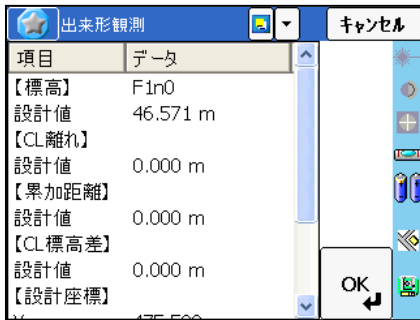 出来形観測
キャンセル
項目 データ
【標高】 F1n0
設計値 46.571 m
【CL離れ】
設計値 0.000 m
【累加距離】
設計値 0.000 m
【CL標高差】
設計値 0.000 m
【設計座標】
OK